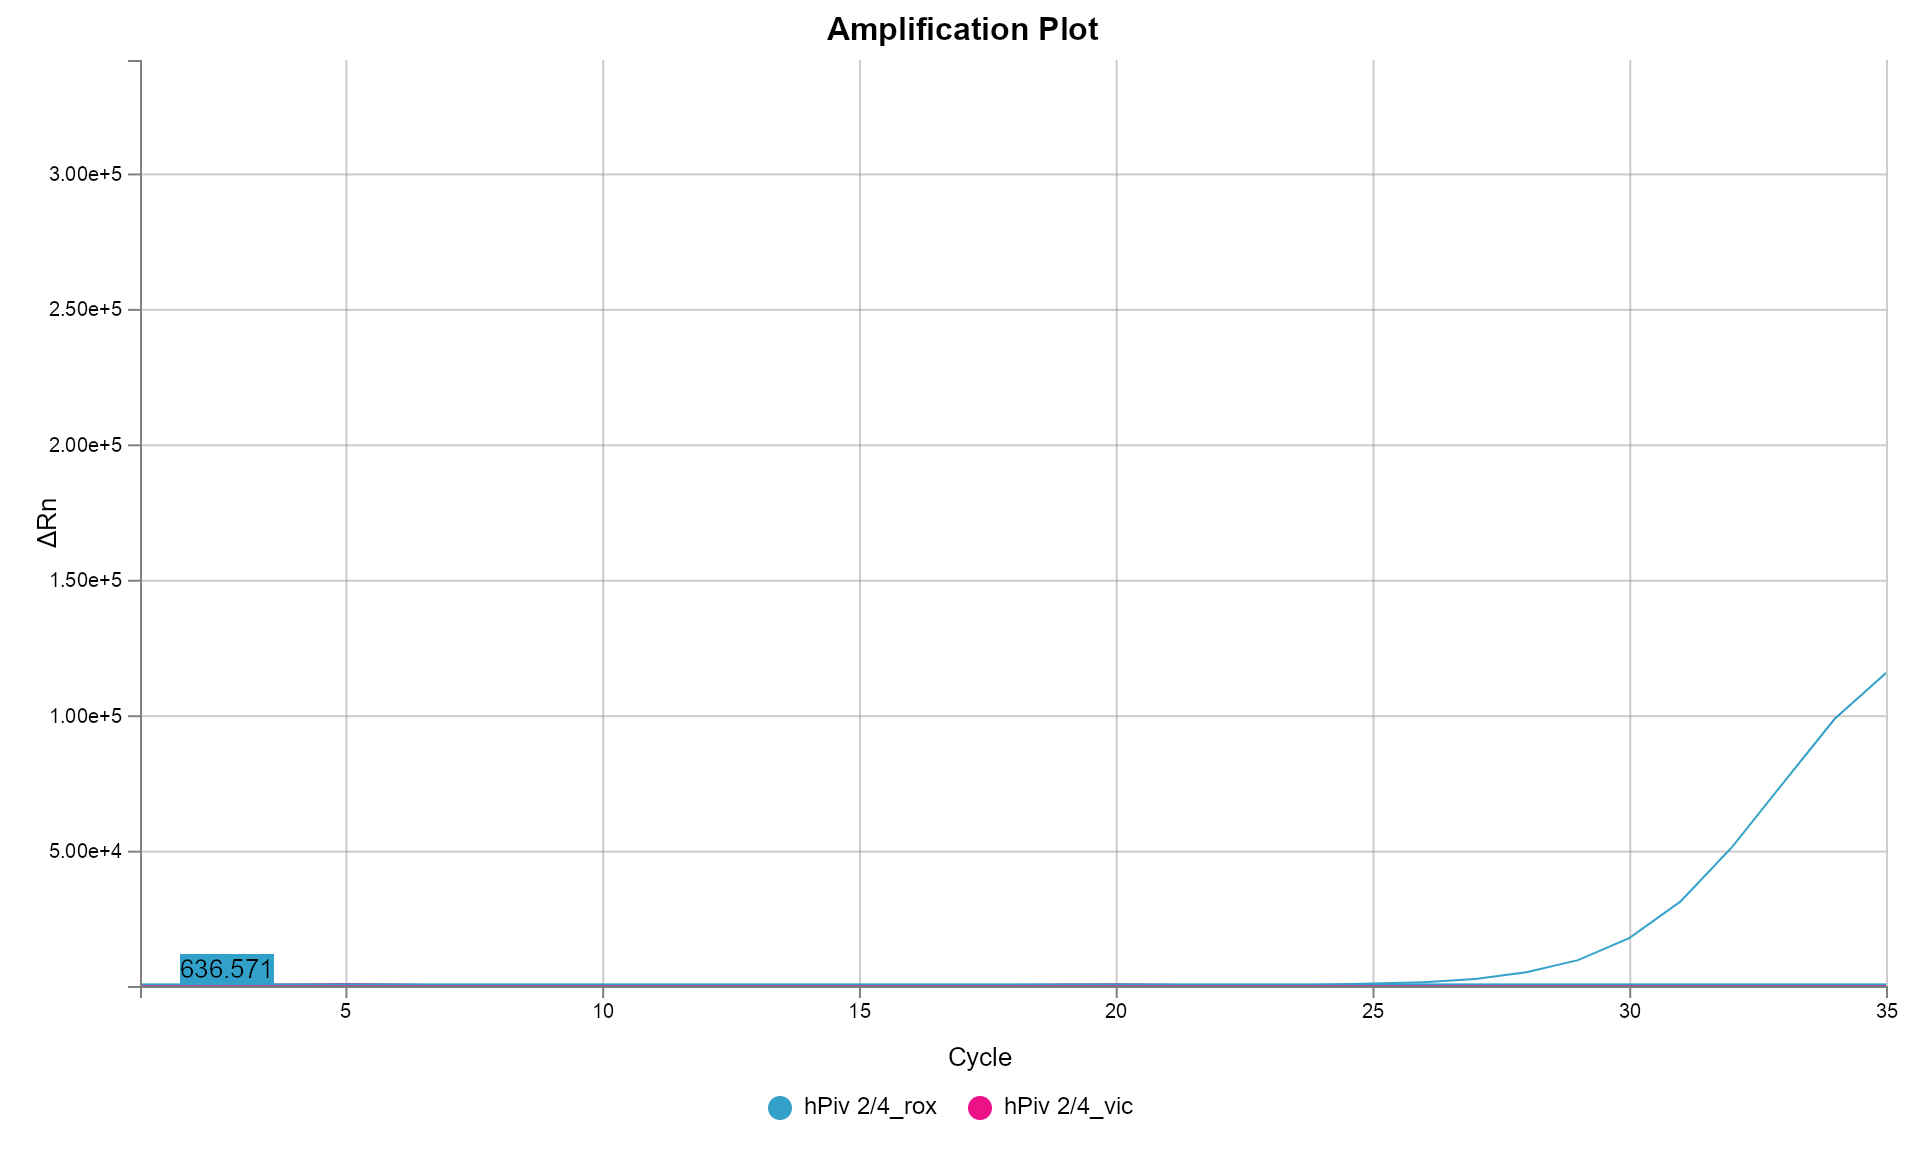 Amplification Plot
3.00e+5
2.50e+5
2.00e+5
1.50e+5
1.00e+5
5.00e+4
ΔRn
636.571
5 10 15 20 25 30 35
Cycle
hPiv 2/4_rox hPiv 2/4_vic